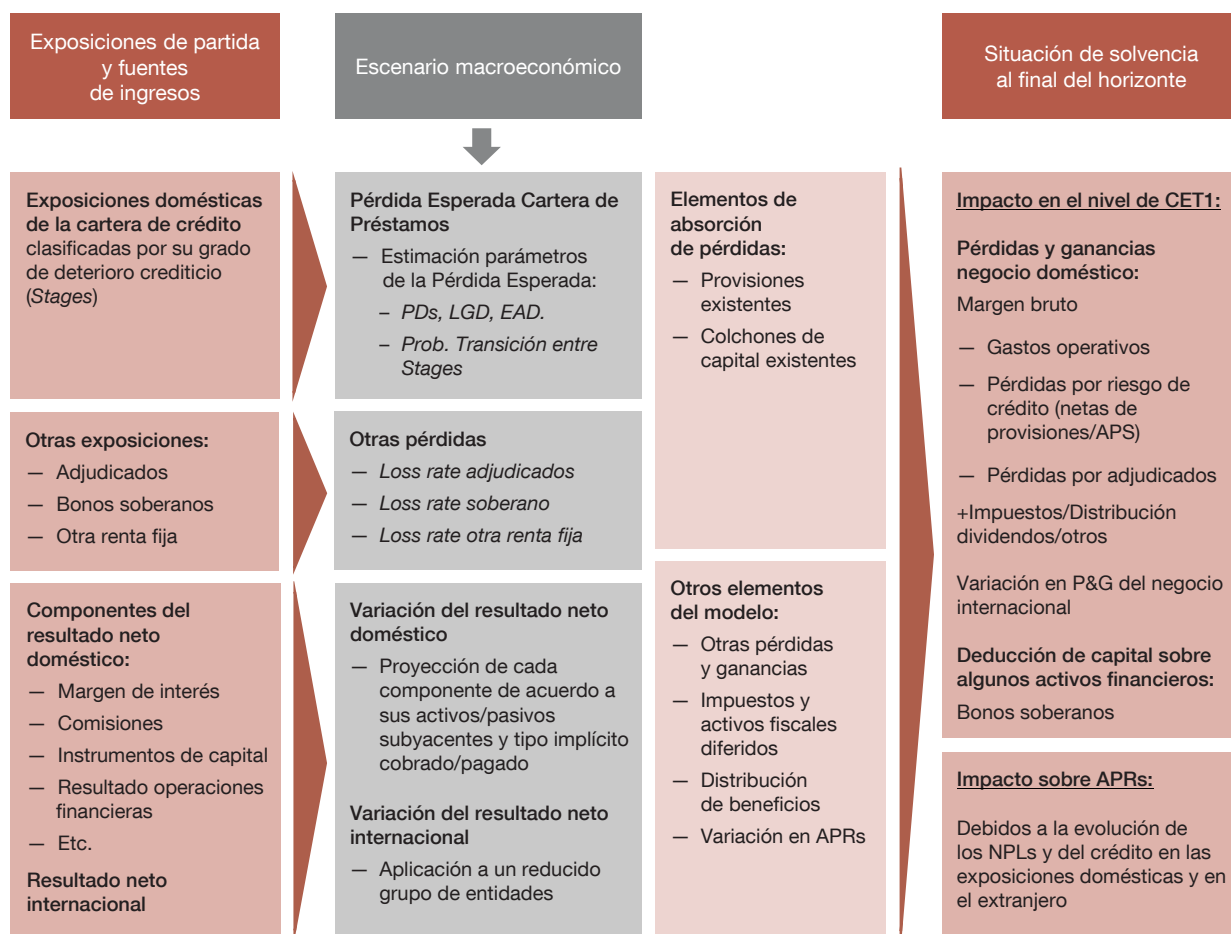 Exposiciones de partida
y fuentes
de ingresos
Escenario macroeconómico
Situación de solvencia
al final del horizonte
Exposiciones domésticas
de la cartera de crédito
clasificadas por su grado
de deterioro crediticio
(Stages)
Pérdida Esperada Cartera de
Préstamos
— Estimación parámetros
de la Pérdida Esperada:
– PDs, LGD, EAD.
– Prob. Transición entre
Stages
Elementos de
absorción
de pérdidas:
— Provisiones
existentes
— Colchones de
capital existentes
Impacto en el nivel de CET1:
Pérdidas y ganancias
negocio doméstico:
Margen bruto
— Gastos operativos
— Pérdidas por riesgo de
crédito (netas de
provisiones/APS)
— Pérdidas por adjudicados
+Impuestos/Distribución
dividendos/otros
Variación en P&G del negocio
internacional
Deducción de capital sobre
algunos activos financieros:
Bonos soberanos
Otras exposiciones:
— Adjudicados
— Bonos soberanos
— Otra renta fija
Otras pérdidas
— Loss rate adjudicados
— Loss rate soberano
— Loss rate otra renta fija
Componentes del
resultado neto
doméstico:
— Margen de interés
— Comisiones
— Instrumentos de capital
— Resultado operaciones
financieras
— Etc.
Resultado neto
internacional
Variación del resultado neto
doméstico
— Proyección de cada
componente de acuerdo a
sus activos/pasivos
subyacentes y tipo implícito
cobrado/pagado
Variación del resultado neto
internacional
— Aplicación a un reducido
grupo de entidades
Otros elementos
del modelo:
— Otras pérdidas
y ganancias
— Impuestos y
activos fiscales
diferidos
— Distribución
de beneficios
— Variación en APRs
Impacto sobre APRs:
Debidos a la evolución de
los NPLs y del crédito en las
exposiciones domésticas y en
el extranjero